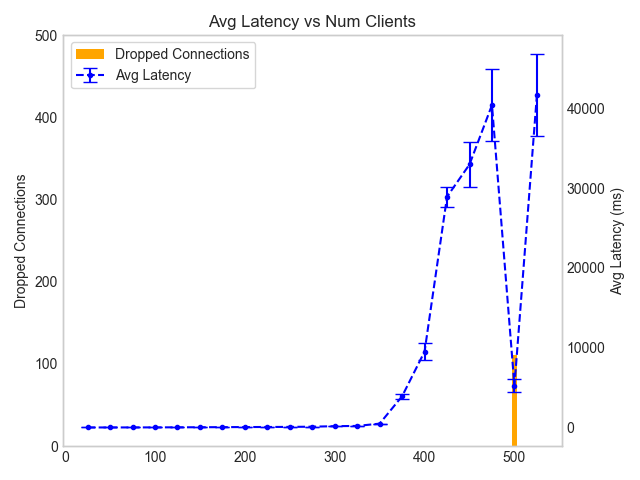 Avg Latency vs Num Clients
Dropped Connections
Avg Latency
Dropped Connections
500
400
300
200
100
0
Avg Latency (ms)
40000
30000
20000
10000
0
0 100 200 300 400 500